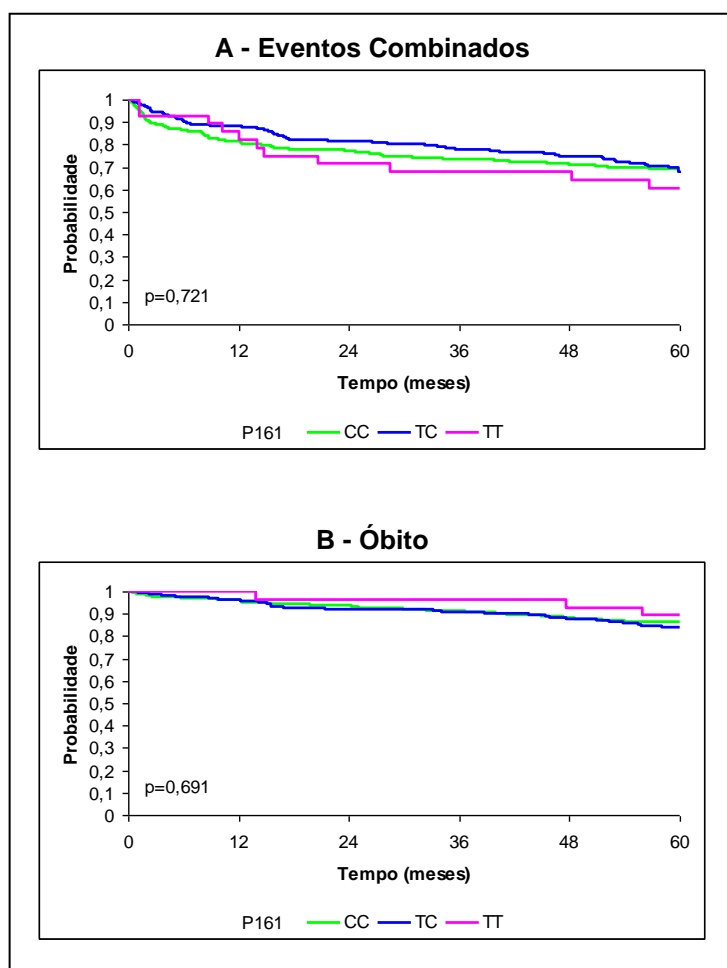 A - Eventos Combinados
1
0,9
0,8
0,7
0,6
0,5
0,4
0,3
0,2
0,1
0
Probabilidade
p=0,721
0 12 24 36 48 60
Tempo (meses)
P161 CC TC TT
B - Óbito
1
0,9
0,8
0,7
0,6
0,5
0,4
0,3
0,2
0,1
0
Probabilidade
p=0,691
0 12 24 36 48 60
Tempo (meses)
P161 CC TC TT